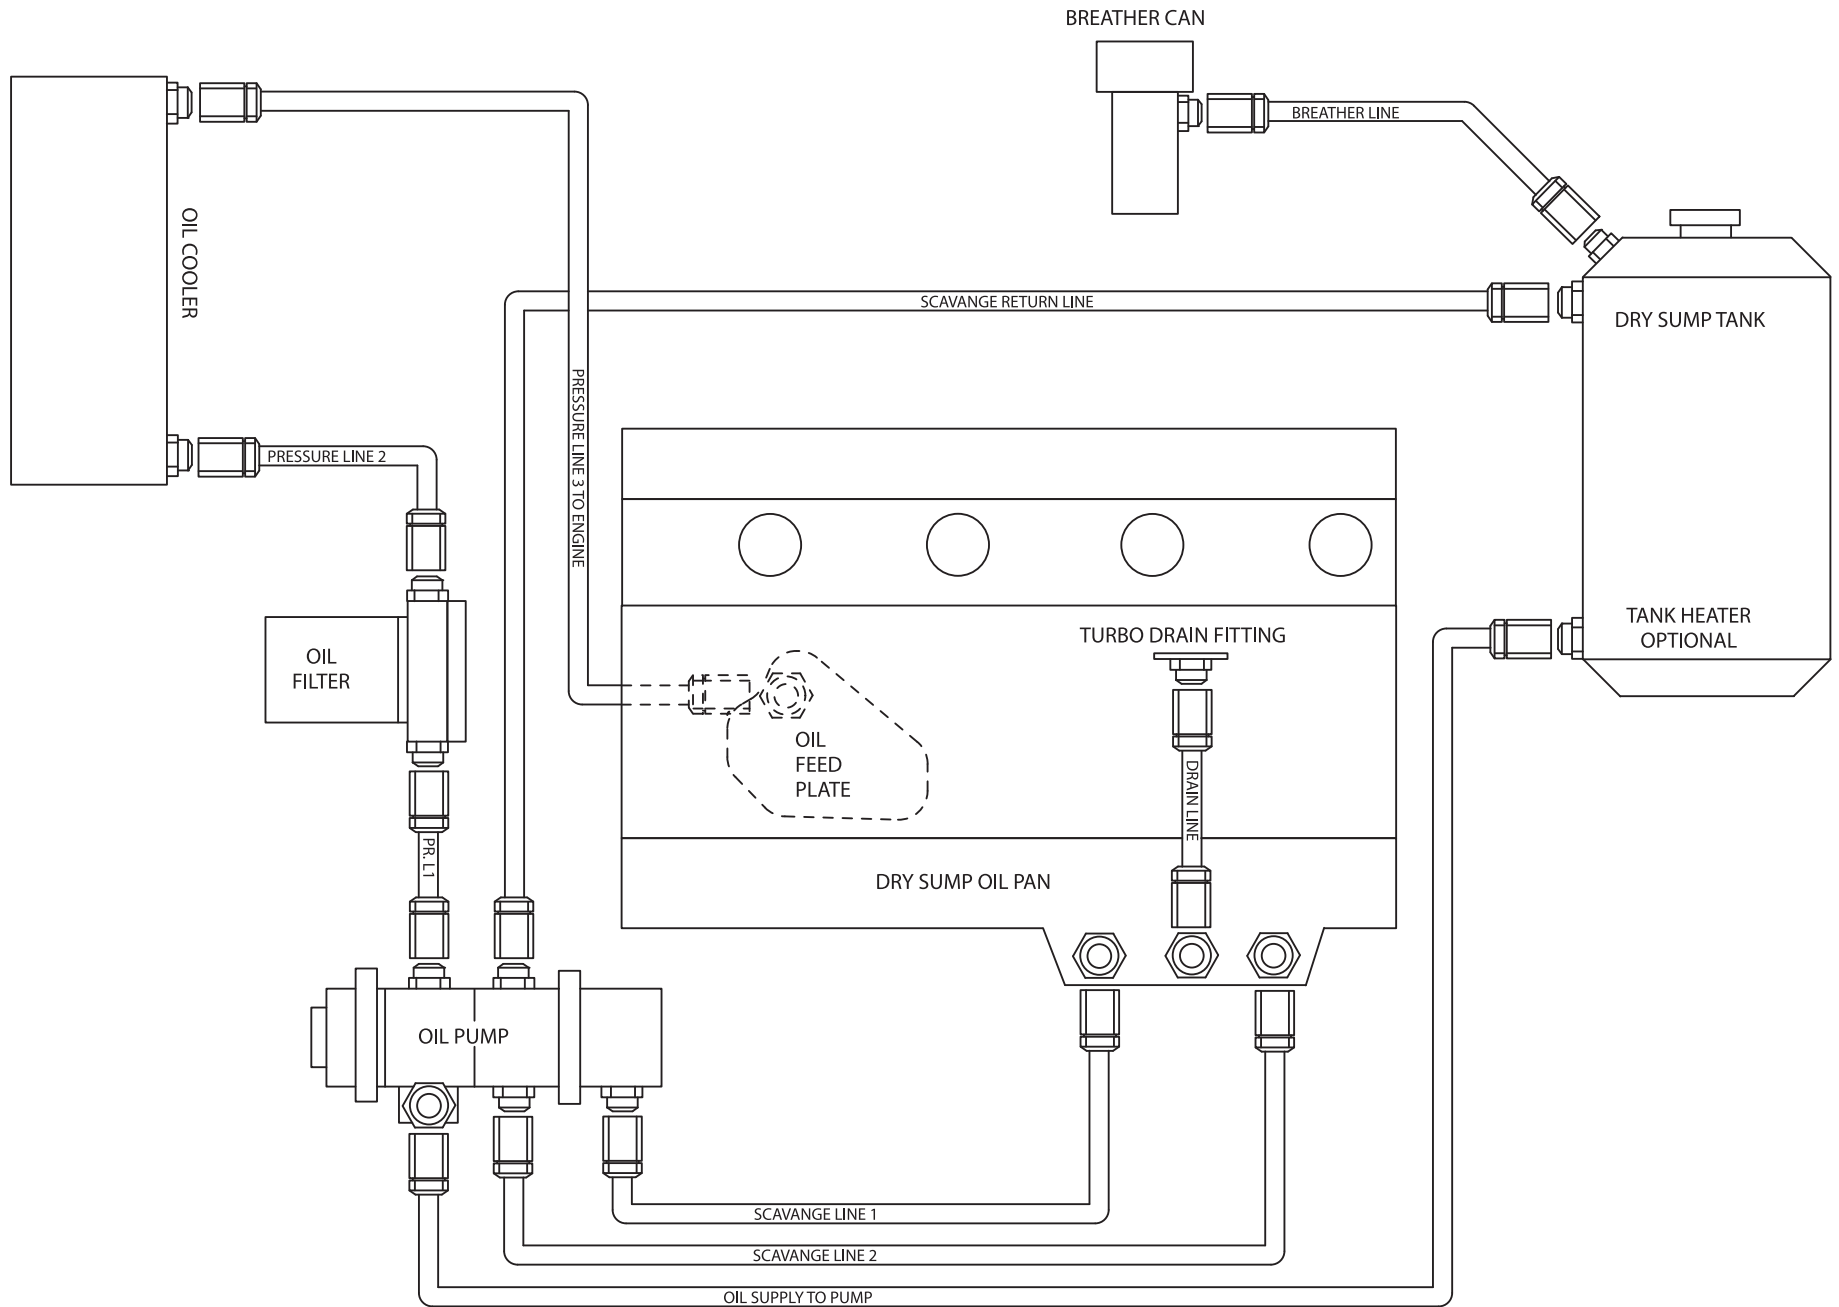 BREATHER CAN
BREATHER LINE
OIL COOLER
SCAVANGE RETURN LINE
DRY SUMP TANK
PRESSURE LINE 2
PRESSURE LINE 3 TO ENGINE
TANK HEATER
OPTIONAL
TURBO DRAIN FITTING
OIL
FILTER
OIL
FEED
PLATE
DRAIN LINE
PR. L1
DRY SUMP OIL PAN
OIL PUMP
SCAVANGE LINE 1
SCAVANGE LINE 2
OIL SUPPLY TO PUMP